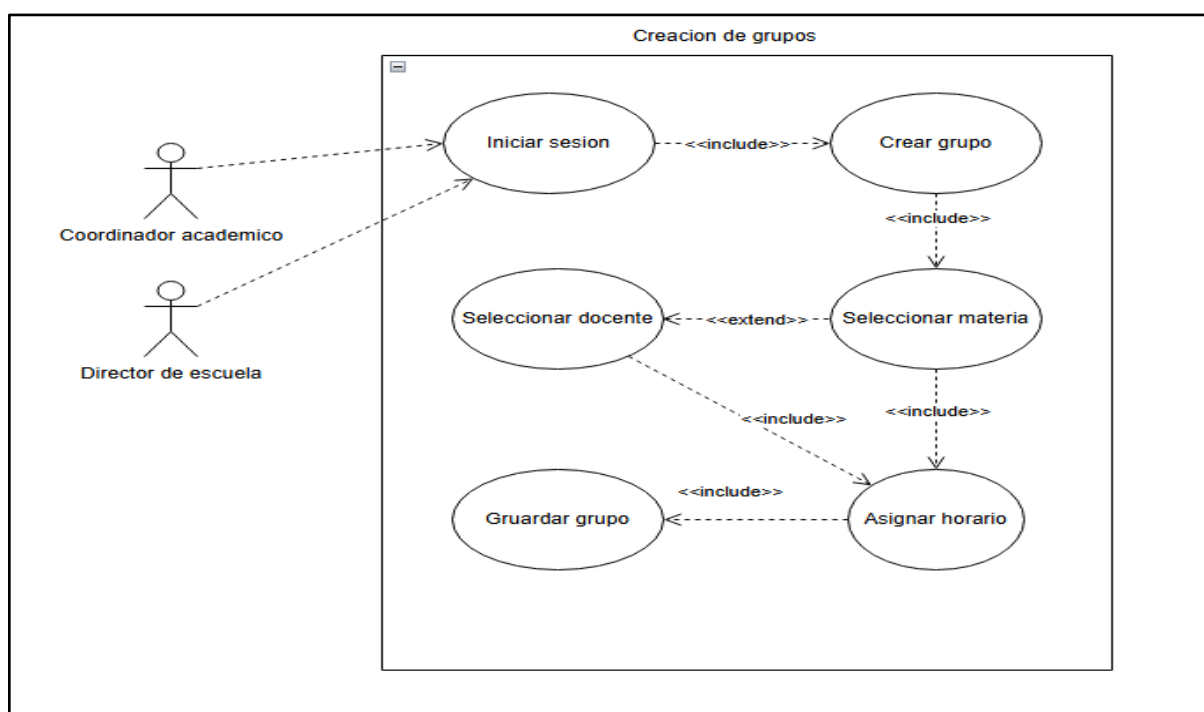 Creacion de grupos
Iniciar sesion
<<include>>
Crear grupo
Coordinador academico
<<include>>
Seleccionar docente
<<extend>>
Seleccionar materia
Director de escuela
<<include>>
<<include>>
<<include>>
Gruardar grupo
Asignar horario